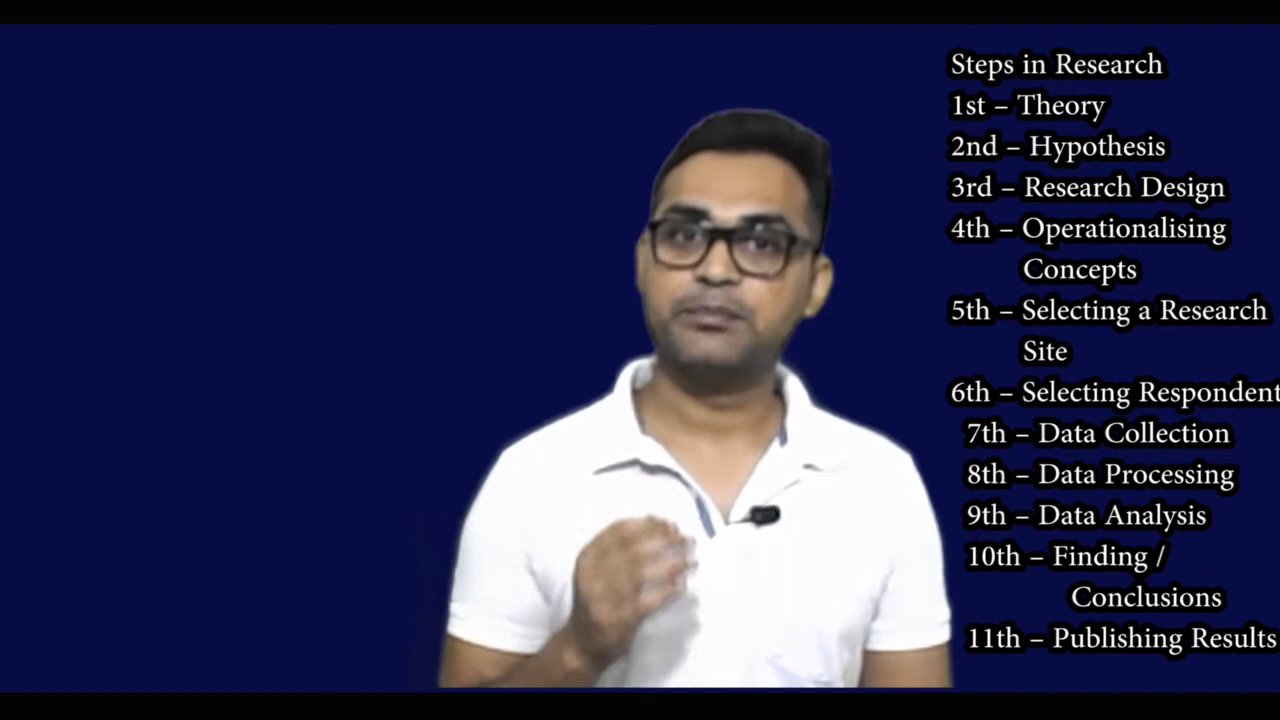 Steps in Research
1st – Theory
2nd – Hypothesis
3rd – Research Design
4th – Operationalising
Concepts
5th – Selecting a Research
Site
6th – Selecting Respondent
7th – Data Collection
8th – Data Processing
9th – Data Analysis
10th – Finding /
Conclusions
11th – Publishing Results